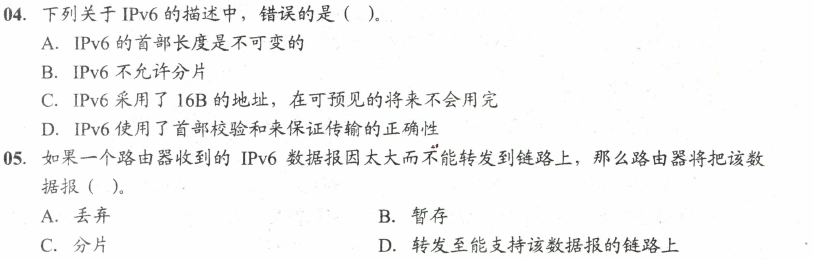 04. 下列关于 IPv6 的描述中，错误的是（ ）。
A. IPv6 的首部长度是不可变的
B. IPv6 不允许分片
C. IPv6 采用了 16B 的地址，在可预见的将来不会用完
D. IPv6 使用了首部校验和来保证传输的正确性
05. 如果一个路由器收到的 IPv6 数据报因太大而不能转发到链路上，那么路由器将把该数
据报（ ）。
A. 丢弃 B. 暂存
C. 分片 D. 转发至能支持该数据报的链路上